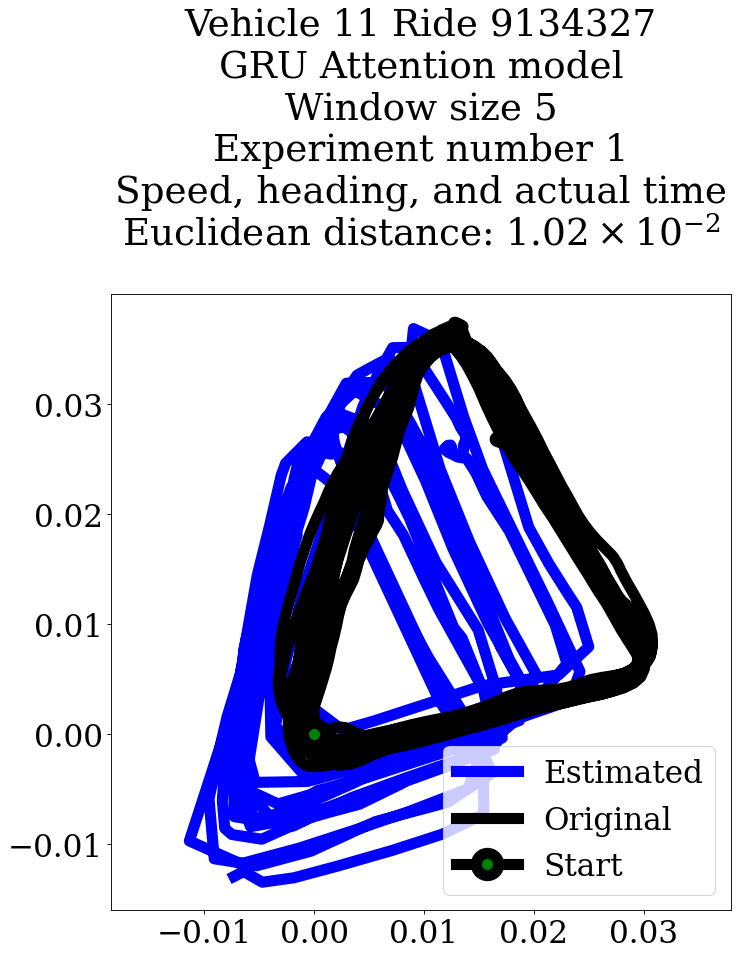 Vehicle 11 Ride 9134327
GRU Attention model
Window size 5
Experiment number 1
Speed, heading, and actual time
Euclidean distance: 1.02 × 10⁻²
0.03
0.02
0.01
0.00
−0.01
Estimated
Original
Start
−0.01 0.00 0.01 0.02 0.03